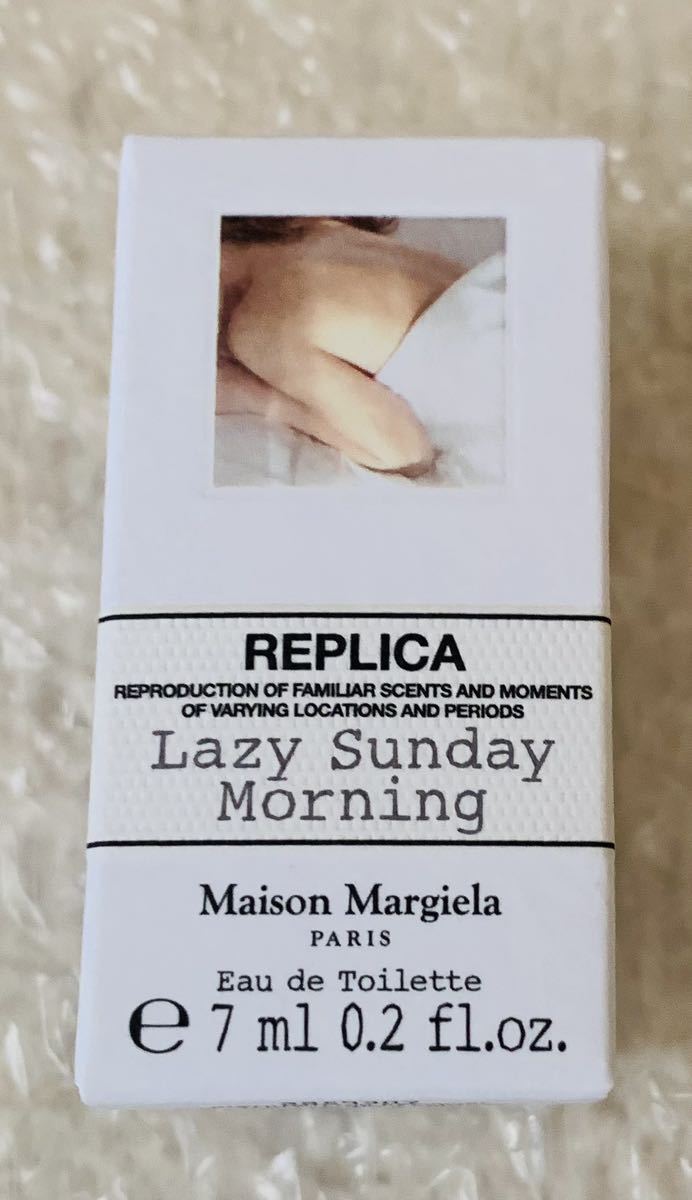 REPLICA
REPRODUCTION OF FAMILIAR SCENTS AND MOMENTS
OF VARYING LOCATIONS AND PERIODS
Lazy Sunday
Morning
Maison Margiela
PARIS
Eau de Toilette
e 7 ml 0.2 fl.oz.